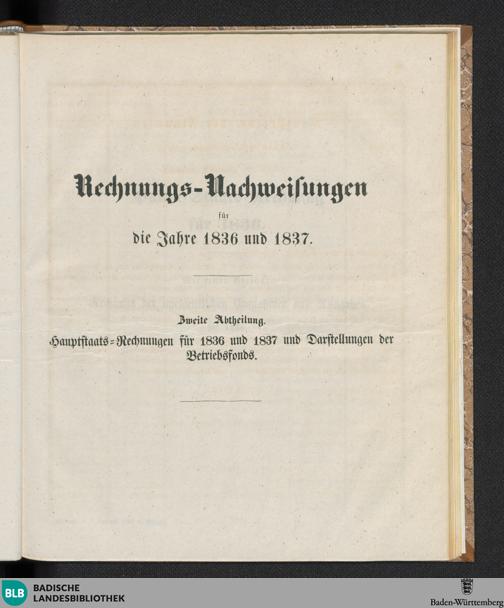 Rechnungs-Nachweisungen
für
die Jahre 1836 und 1837.
Zweite Abtheilung.
Hauptstaats-Rechnungen für 1836 und 1837 und Darstellungen der
Betriebsfonds.
BLB
BADISCHE
LANDESBIBLIOTHEK
Baden-Württemberg